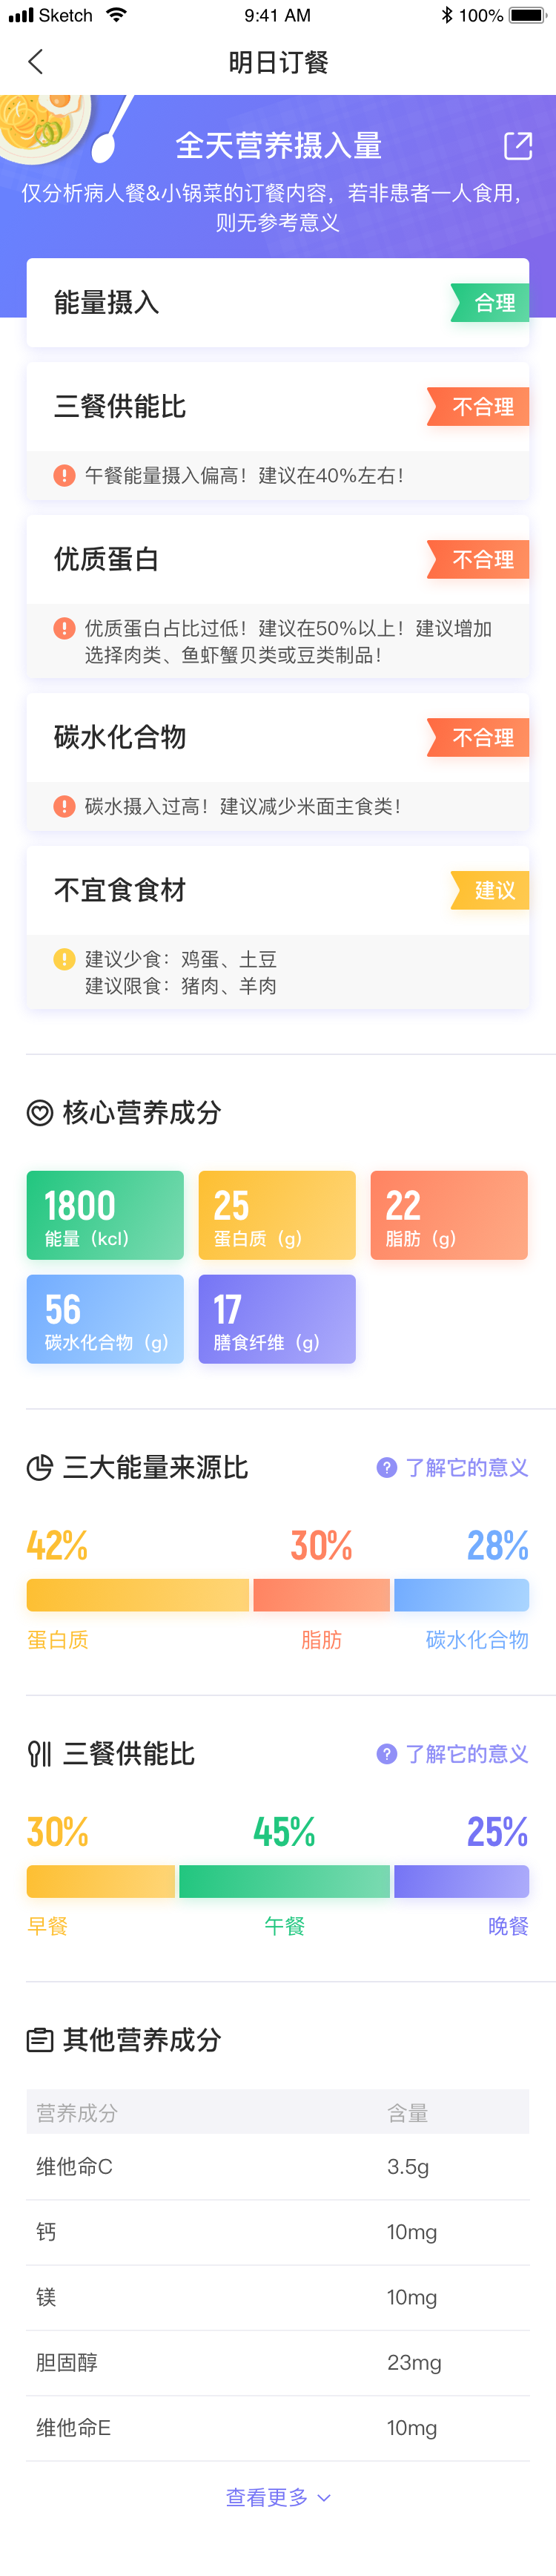 Sketch 9:41 AM 100%
明日订餐
全天营养摄入量
仅分析病人餐&小锅菜的订餐内容，若非患者一人食用，
则无参考意义
能量摄入 合理
三餐供能比 不合理
午餐能量摄入偏高！建议在40%左右！
优质蛋白 不合理
优质蛋白占比过低！建议在50%以上！建议增加
选择肉类、鱼虾蟹贝类或豆类制品！
碳水化合物 不合理
碳水摄入过高！建议减少米面主食类！
不宜食食材 建议
建议少食：鸡蛋、土豆
建议限食：猪肉、羊肉
核心营养成分
1800 25 22
能量（kcl） 蛋白质（g） 脂肪（g）
56 17
碳水化合物（g） 膳食纤维（g）
三大能量来源比 ? 了解它的意义
42% 30% 28%
蛋白质 脂肪 碳水化合物
三餐供能比 ? 了解它的意义
30% 45% 25%
早餐 午餐 晚餐
其他营养成分
营养成分 含量
维他命C 3.5g
钙 10mg
镁 10mg
胆固醇 23mg
维他命E 10mg
查看更多